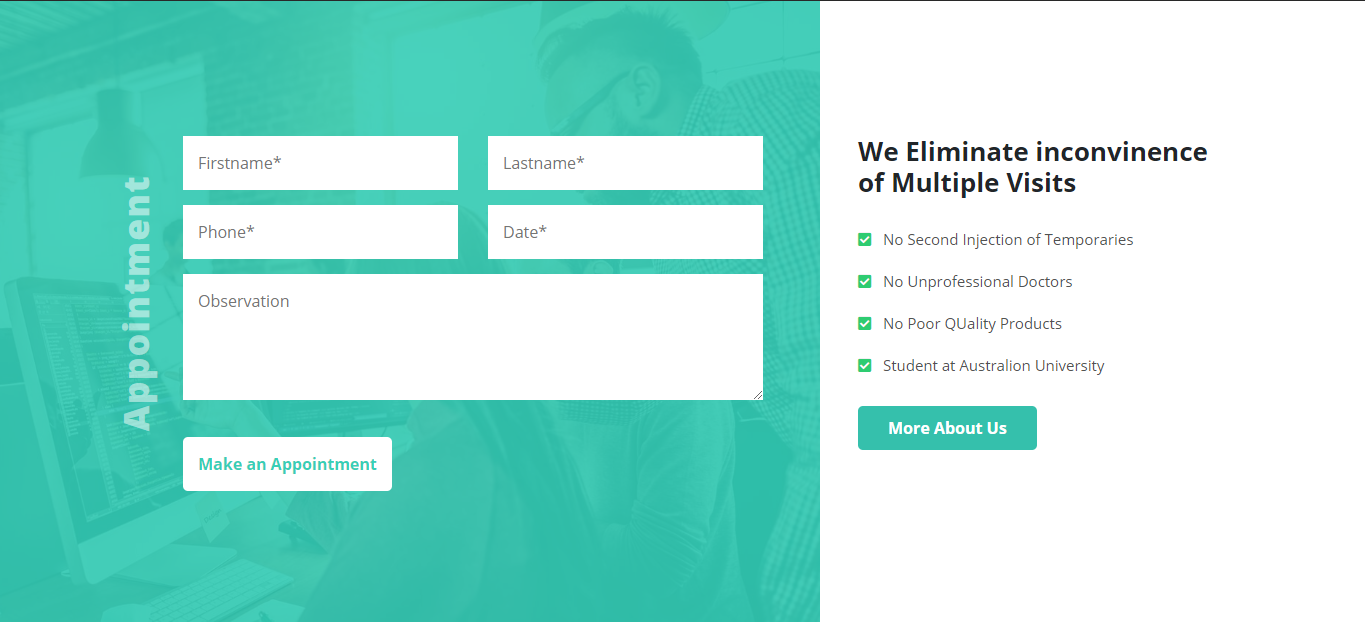 Appointment
Firstname*
Lastname*
Phone*
Date*
Observation
Make an Appointment
We Eliminate inconvinence
of Multiple Visits
No Second Injection of Temporaries
No Unprofessional Doctors
No Poor QUality Products
Student at Australion University
More About Us